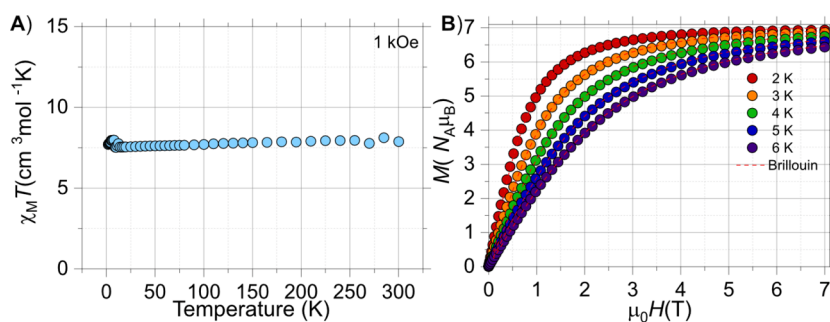 A)
1 kOe
15
10
5
0
χMT(cm ³mol ⁻¹K)
0 50 100 150 200 250 300
Temperature (K)
B)
7
6
5
4
3
2
1
0
M( NAμB)
2 K
3 K
4 K
5 K
6 K
Brillouin
0 1 2 3 4 5 6 7
μ0H(T)